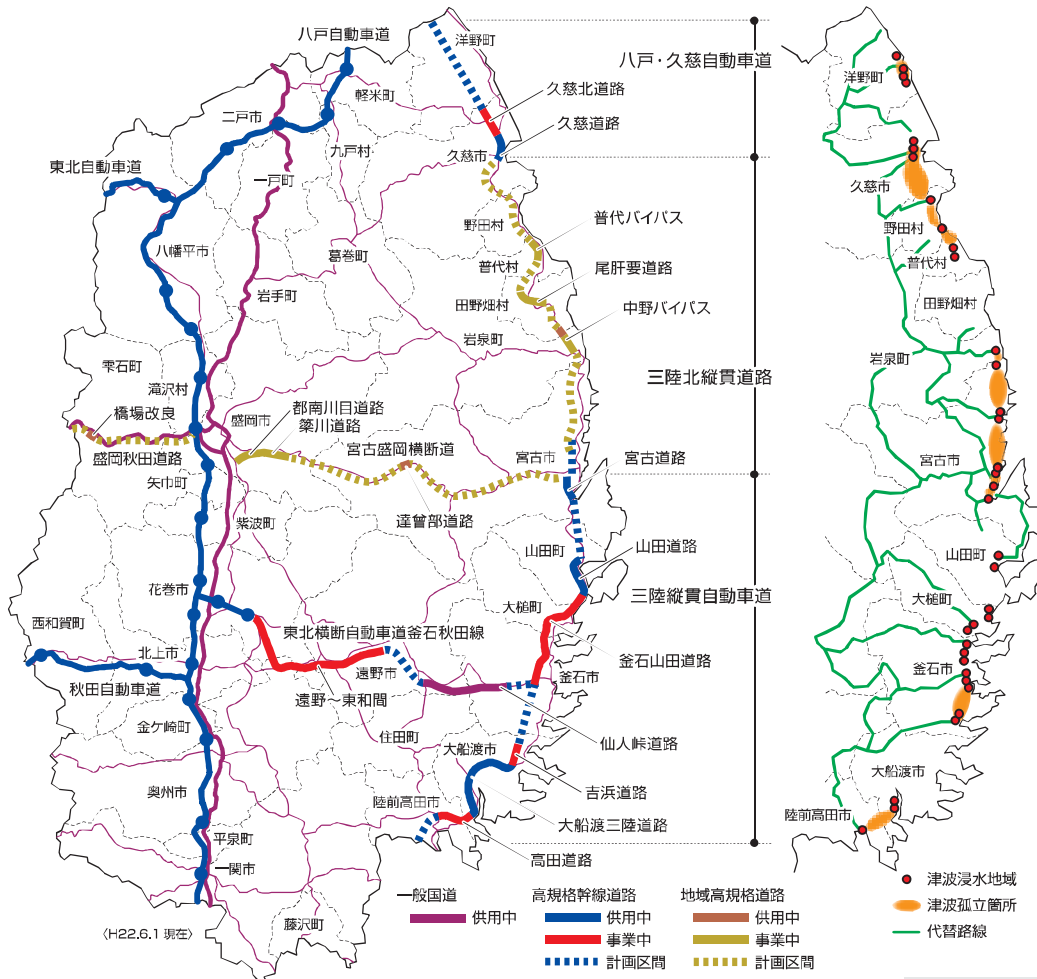 八戸自動車道
洋野町
八戸・久慈自動車道
軽米町
久慈北道路
二戸市
久慈道路
九戸村
久慈市
東北自動車道
一戸町
野田村
普代バイパス
八幡平市
葛巻町
普代村
尾肝要道路
岩手町
田野畑村
中野バイパス
岩泉町
雫石町
滝沢村
三陸北縦貫道路
橋場改良
盛岡市
都南川目道路
簗川道路
盛岡秋田道路
宮古盛岡横断道
宮古市
宮古道路
矢巾町
達曾部道路
紫波町
山田町
山田道路
花巻市
大槌町
三陸縦貫自動車道
西和賀町
東北横断自動車道釜石秋田線
北上市
釜石山田道路
遠野市
釜石市
秋田自動車道
遠野～東和間
金ケ崎町
住田町
仙人峠道路
大船渡市
奥州市
吉浜道路
陸前高田市
大船渡三陸道路
平泉町
高田道路
一関市
藤沢町
〈H22.6.1 現在〉
一般国道
供用中
高規格幹線道路
供用中
事業中
計画区間
地域高規格道路
供用中
事業中
計画区間
洋野町
久慈市
野田村
普代村
田野畑村
岩泉町
宮古市
山田町
大槌町
釜石市
大船渡市
陸前高田市
津波浸水地域
津波孤立箇所
代替路線